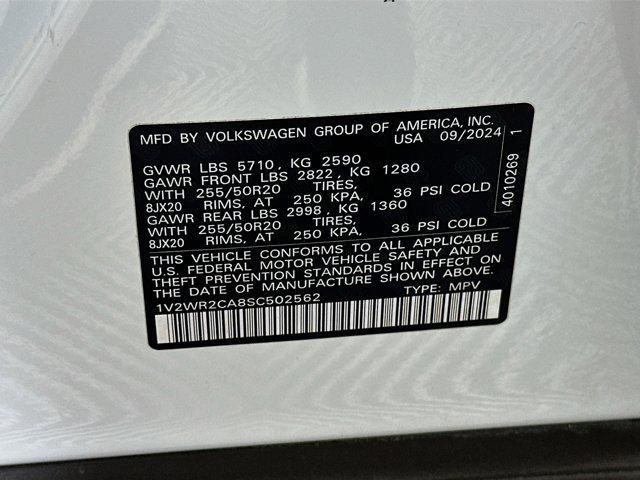 MFD BY VOLKSWAGEN GROUP OF AMERICA, INC.
USA 09/2024
GVWR LBS 5710, KG 2590
GAWR FRONT LBS 2822, KG 1280
WITH 255/50R20 TIRES,
8JX20 RIMS, AT 250 KPA, 36 PSI COLD
GAWR REAR LBS 2998, KG 1360
WITH 255/50R20 TIRES,
8JX20 RIMS, AT 250 KPA, 36 PSI COLD
THIS VEHICLE CONFORMS TO ALL APPLICABLE
U.S. FEDERAL MOTOR VEHICLE SAFETY AND
THEFT PREVENTION STANDARDS IN EFFECT ON
THE DATE OF MANUFACTURE SHOWN ABOVE.
1V2WR2CA8SC502562 TYPE: MPV
4010269 1